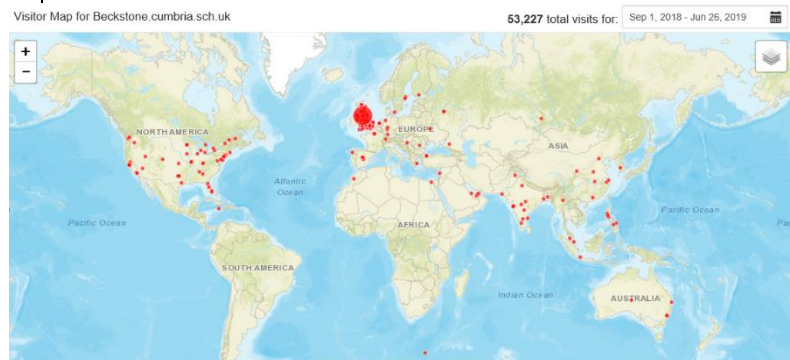 Visitor Map for Beckstone.cumbria.sch.uk
53,227 total visits for: Sep 1, 2018 - Jun 26, 2019
+
−
NORTH AMERICA
EUROPE
ASIA
Atlantic
Ocean
Pacific Ocean
Pacific Ocean
Pa
AFRICA
SOUTH AMERICA
Indian Ocean
AUSTRALIA